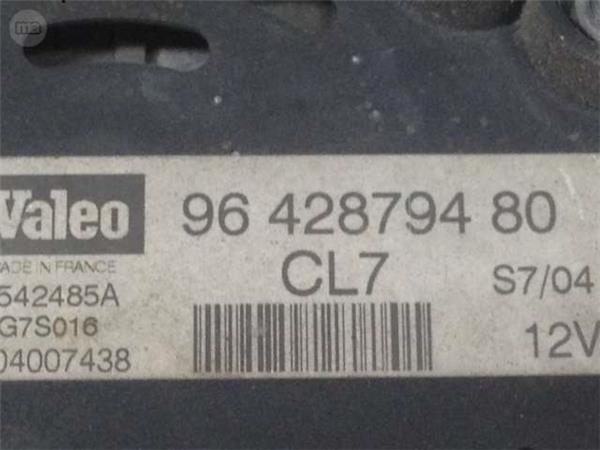 Valeo
96 428794 80
MADE IN FRANCE
CL7
S7/04
542485A
G7S016
04007438
12V